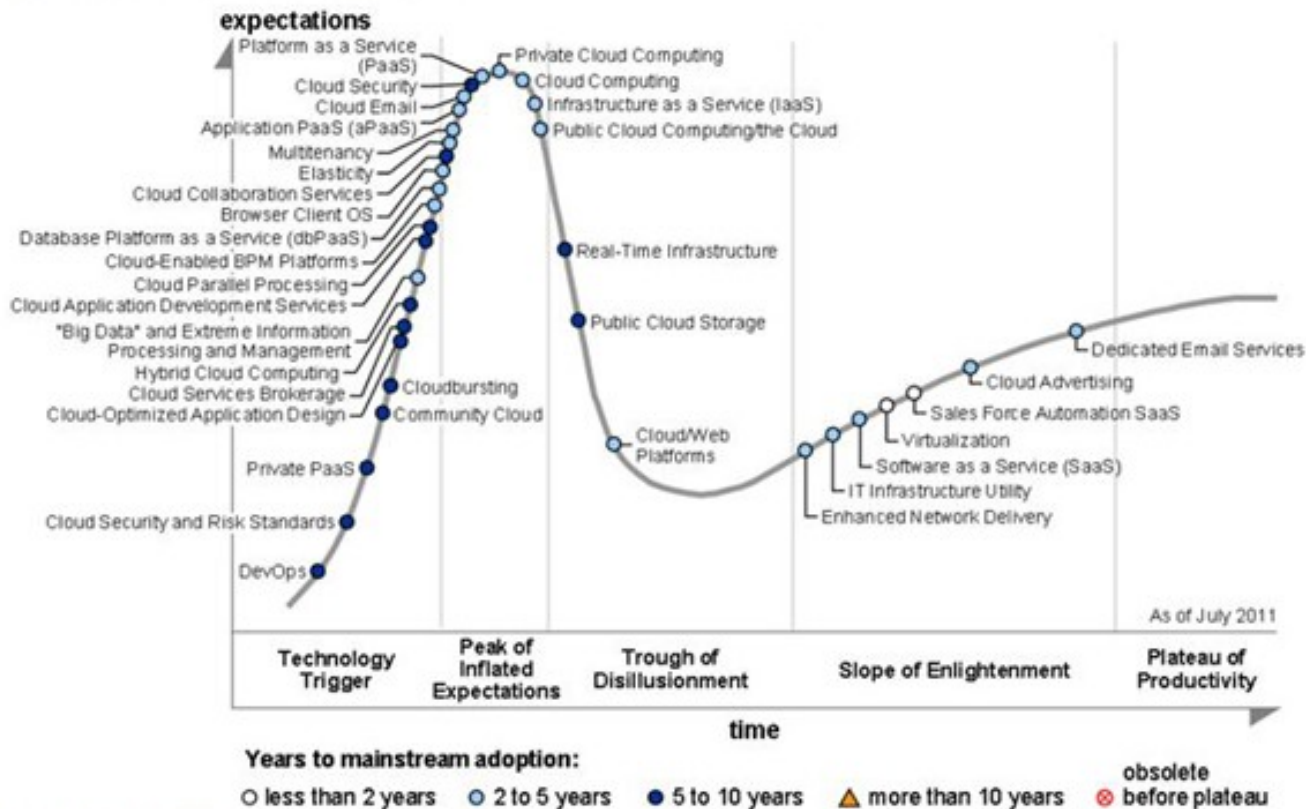 expectations
Platform as a Service
(PaaS)
Cloud Security
Cloud Email
Application PaaS (aPaaS)
Multitenancy
Elasticity
Cloud Collaboration Services
Browser Client OS
Database Platform as a Service (dbPaaS)
Cloud-Enabled BPM Platforms
Cloud Parallel Processing
Cloud Application Development Services
"Big Data" and Extreme Information
Processing and Management
Hybrid Cloud Computing
Cloud Services Brokerage
Cloud-Optimized Application Design
Cloudbursting
Community Cloud
Private PaaS
Cloud Security and Risk Standards
DevOps
Private Cloud Computing
Cloud Computing
Infrastructure as a Service (IaaS)
Public Cloud Computing/the Cloud
Real-Time Infrastructure
Public Cloud Storage
Cloud/Web
Platforms
Dedicated Email Services
Cloud Advertising
Sales Force Automation SaaS
Virtualization
Software as a Service (SaaS)
IT Infrastructure Utility
Enhanced Network Delivery
As of July 2011
Technology
Trigger
Peak of
Inflated
Expectations
Trough of
Disillusionment
Slope of Enlightenment
Plateau of
Productivity
time
Years to mainstream adoption:
less than 2 years
2 to 5 years
5 to 10 years
more than 10 years
obsolete
before plateau